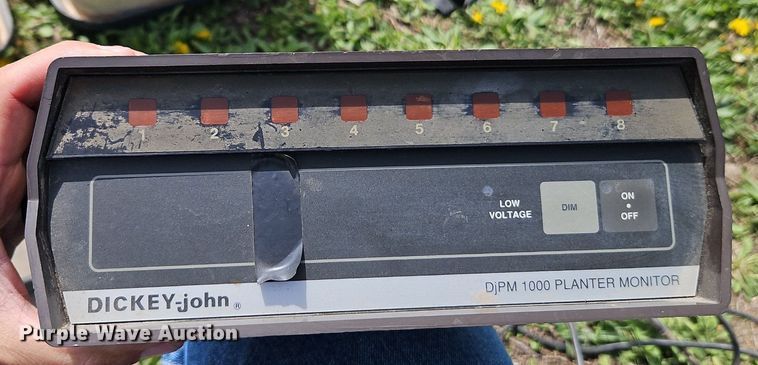 1 2 3 4 5 6 7 8
LOW
VOLTAGE
DIM
ON
OFF
DICKEY-john ®
DjPM 1000 PLANTER MONITOR
Purple Wave Auction